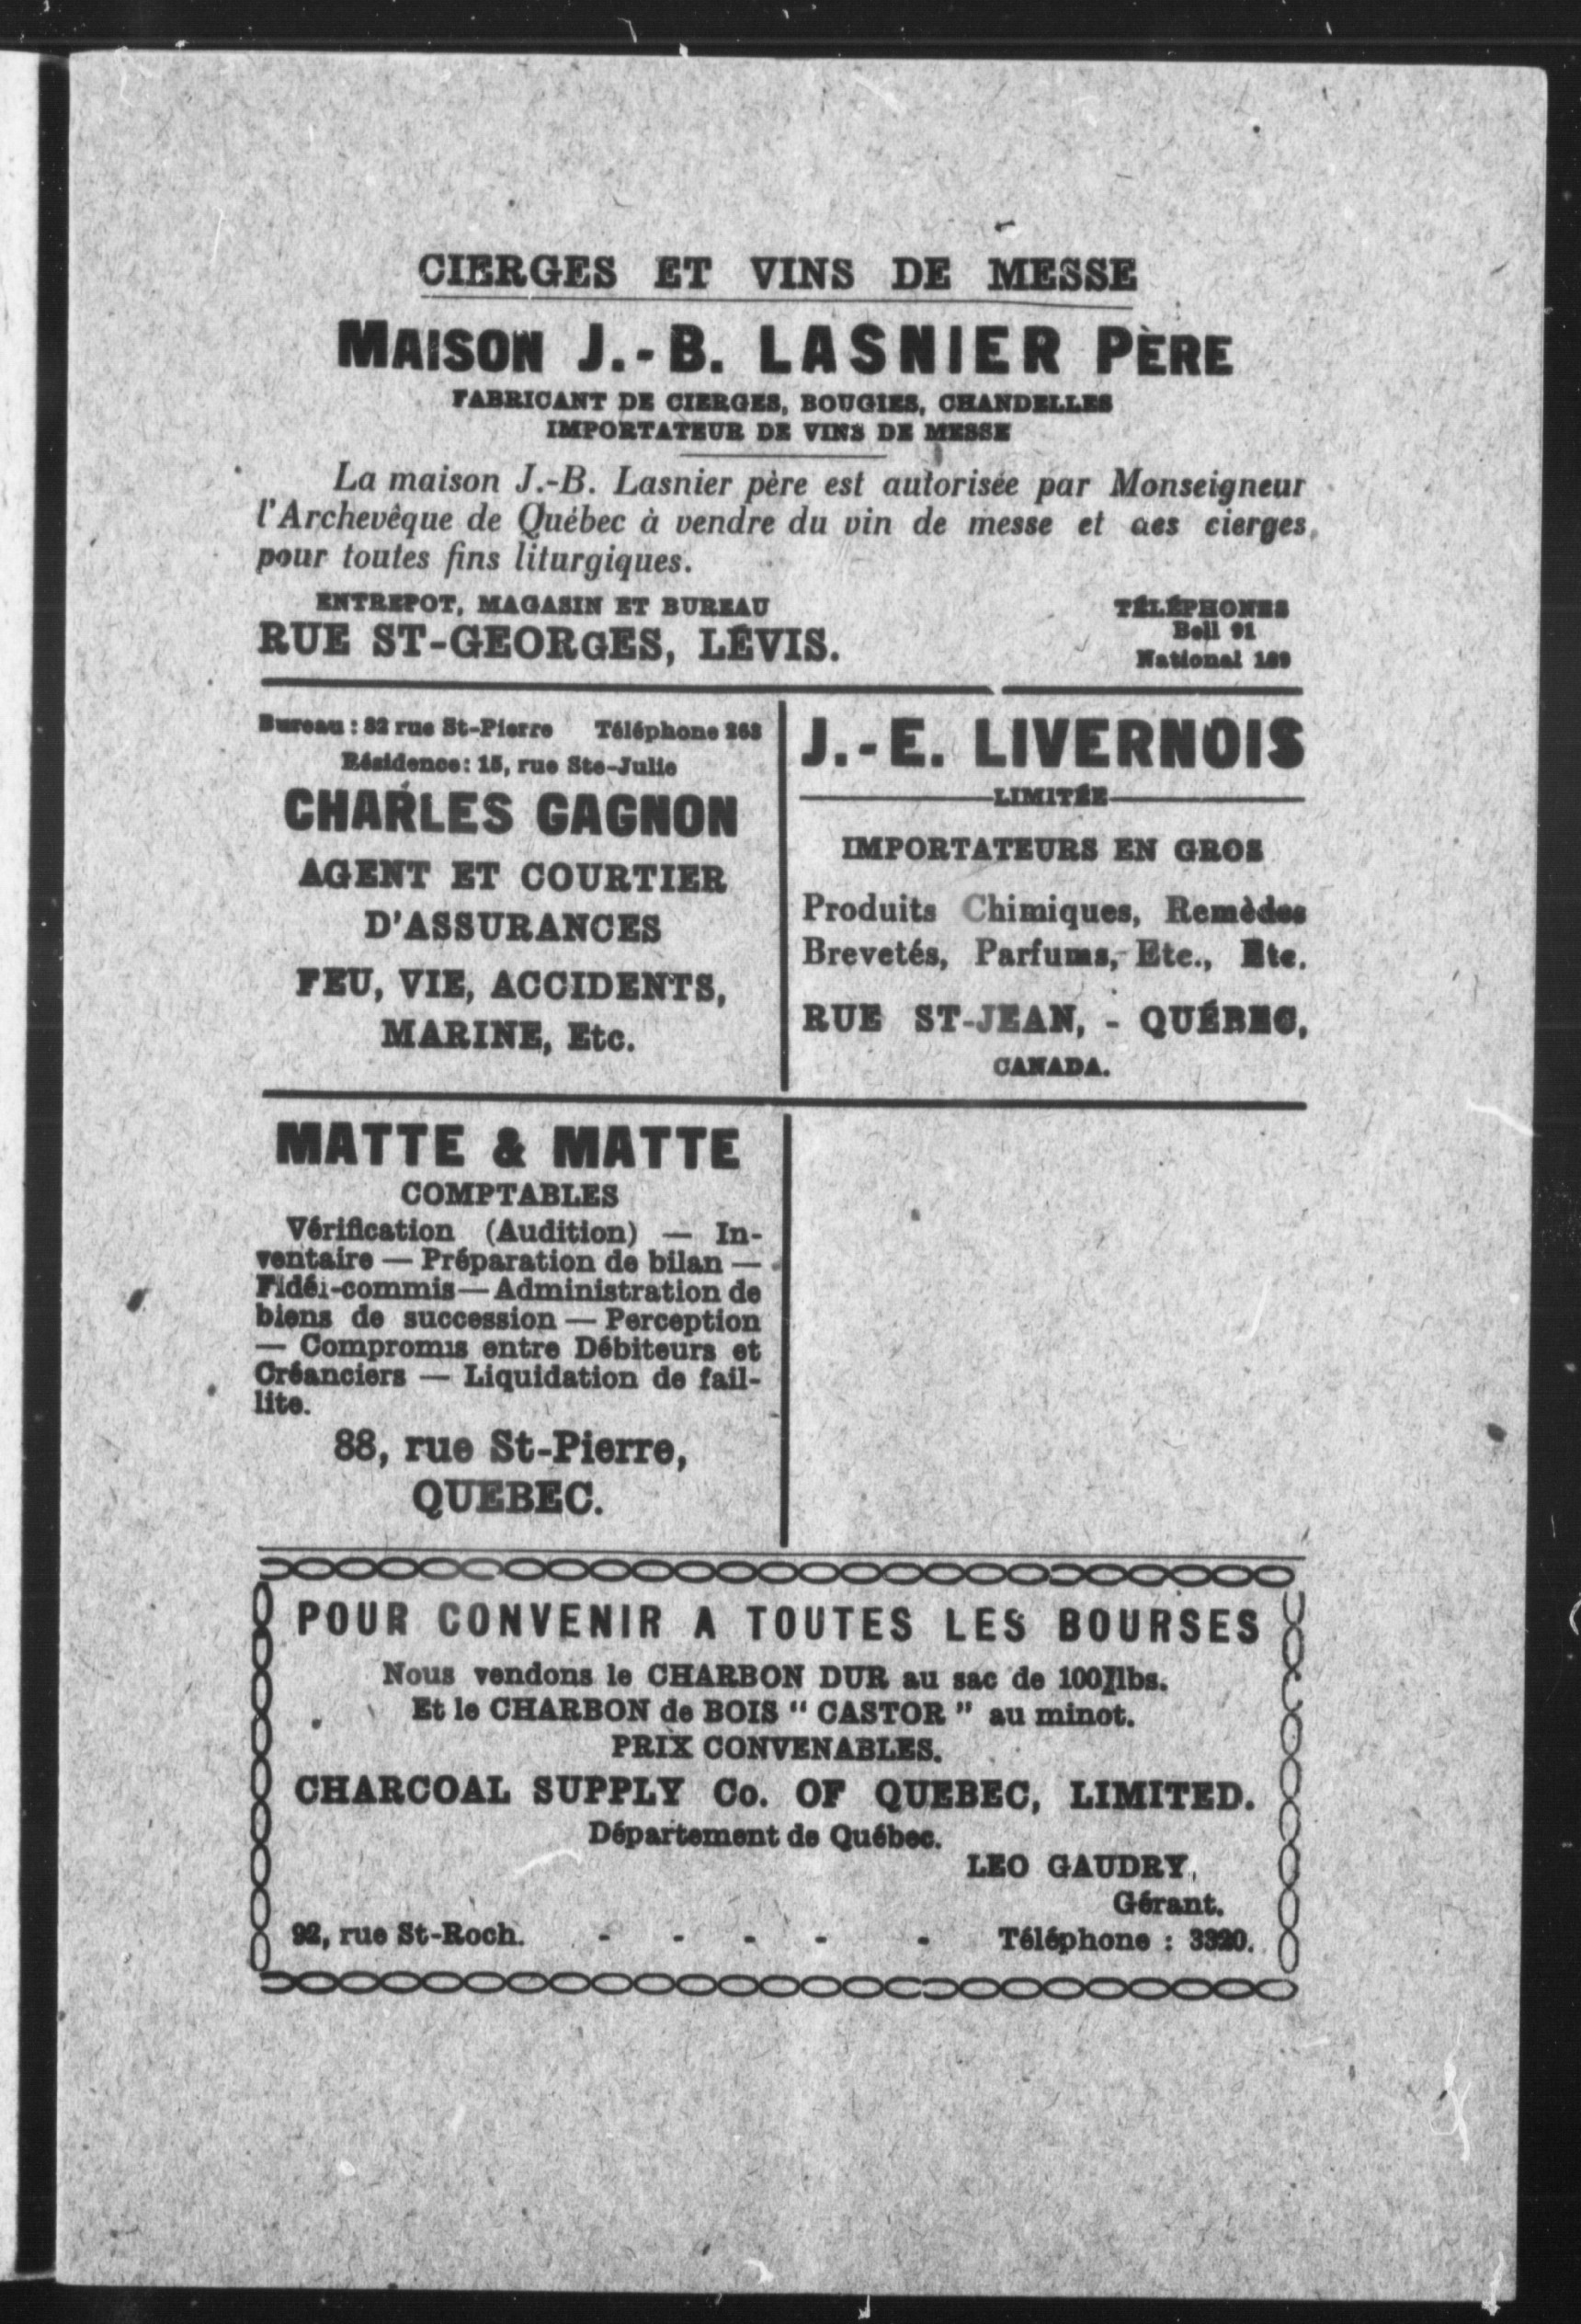 CIERGES ET VINS DE MESSE
MAISON J.-B. LASNIER PÈRE
FABRICANT DE CIERGES, BOUGIES, CHANDELLES
IMPORTATEUR DE VINS DE MESSE
La maison J.-B. Lasnier père est autorisée par Monseigneur
l'Archevêque de Québec à vendre du vin de messe et des cierges,
pour toutes fins liturgiques.
ENTREPOT, MAGASIN ET BUREAU
RUE ST-GEORGES, LÉVIS.
TÉLÉPHONES
Bell 91
National 169
Bureau : 82 rue St-Pierre Téléphone 263
Résidence: 15, rue Ste-Julie
CHARLES GAGNON
AGENT ET COURTIER
D'ASSURANCES
FEU, VIE, ACCIDENTS,
MARINE, Etc.
J.-E. LIVERNOIS
LIMITÉE
IMPORTATEURS EN GROS
Produits Chimiques, Remèdes
Brevetés, Parfums, Etc., Etc.
RUE ST-JEAN, - QUÉBEC,
CANADA.
MATTE & MATTE
COMPTABLES
Vérification (Audition) — In-
ventaire — Préparation de bilan —
Fidéi-commis — Administration de
biens de succession — Perception
— Compromis entre Débiteurs et
Créanciers — Liquidation de fail-
lite.
88, rue St-Pierre,
QUEBEC.
POUR CONVENIR A TOUTES LES BOURSES
Nous vendons le CHARBON DUR au sac de 100 lbs.
Et le CHARBON de BOIS " CASTOR " au minot.
PRIX CONVENABLES.
CHARCOAL SUPPLY Co. OF QUEBEC, LIMITED.
Département de Québec.
LEO GAUDRY,
Gérant.
92, rue St-Roch. - - - - - Téléphone : 3320.